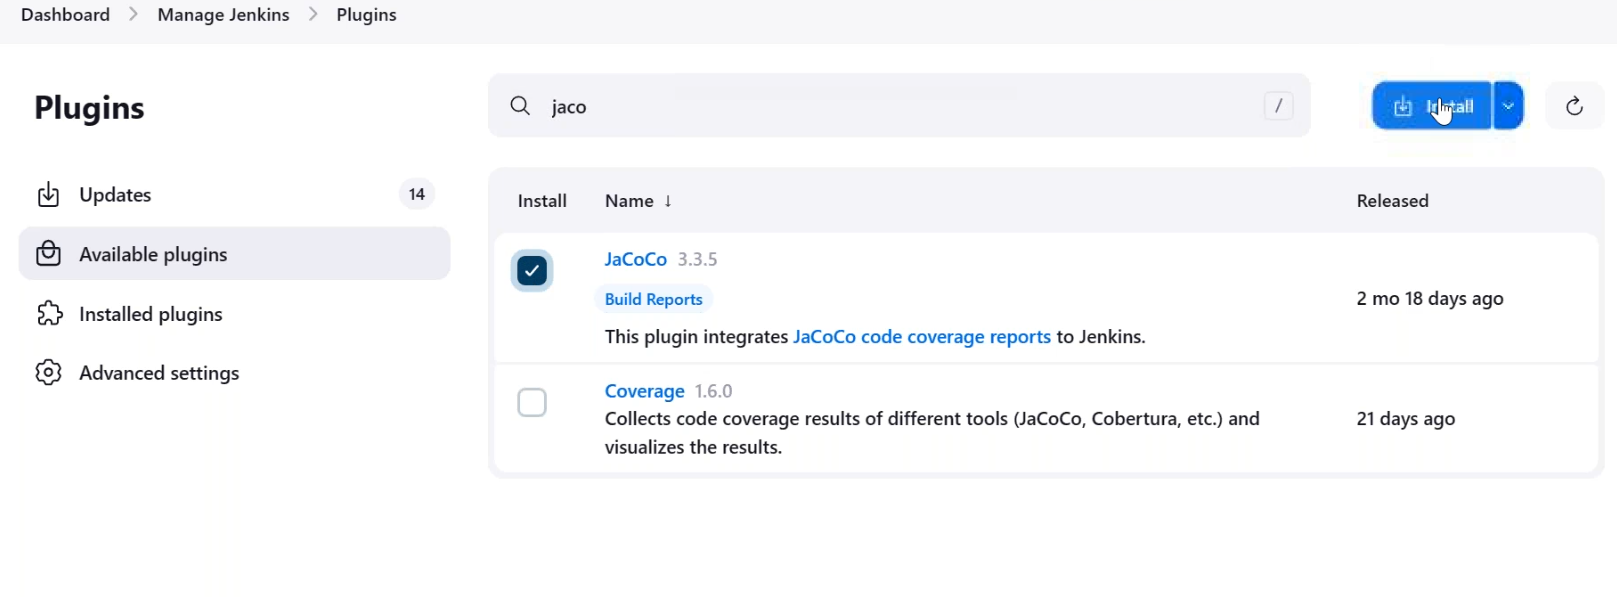 Dashboard > Manage Jenkins > Plugins
Plugins
jaco
/
Install
Updates
14
Available plugins
Installed plugins
Advanced settings
Install Name ↓ Released
JaCoCo 3.3.5
Build Reports
2 mo 18 days ago
This plugin integrates JaCoCo code coverage reports to Jenkins.
Coverage 1.6.0
Collects code coverage results of different tools (JaCoCo, Cobertura, etc.) and
21 days ago
visualizes the results.